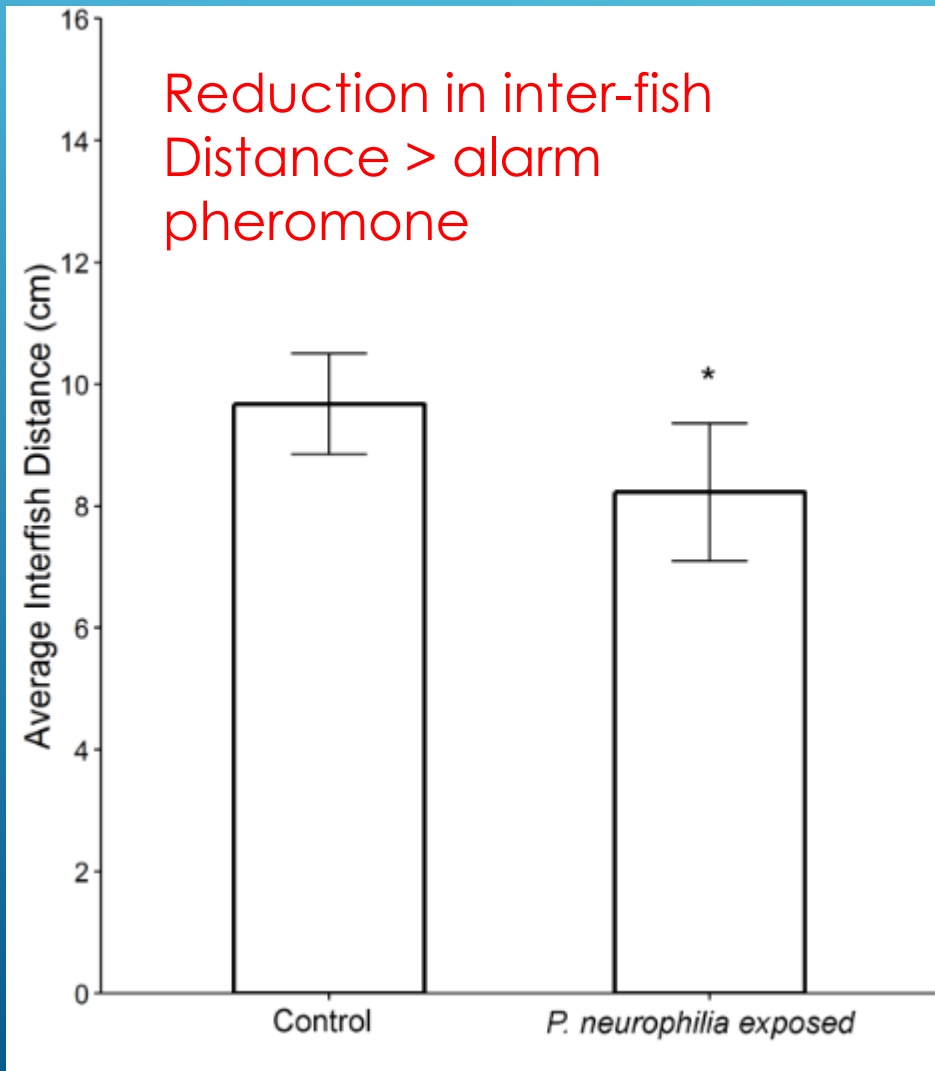 Reduction in inter-fish
Distance > alarm
pheromone
Average Interfish Distance (cm)
16
14
12
10
8
6
4
2
0
*
Control
P. neurophilia exposed